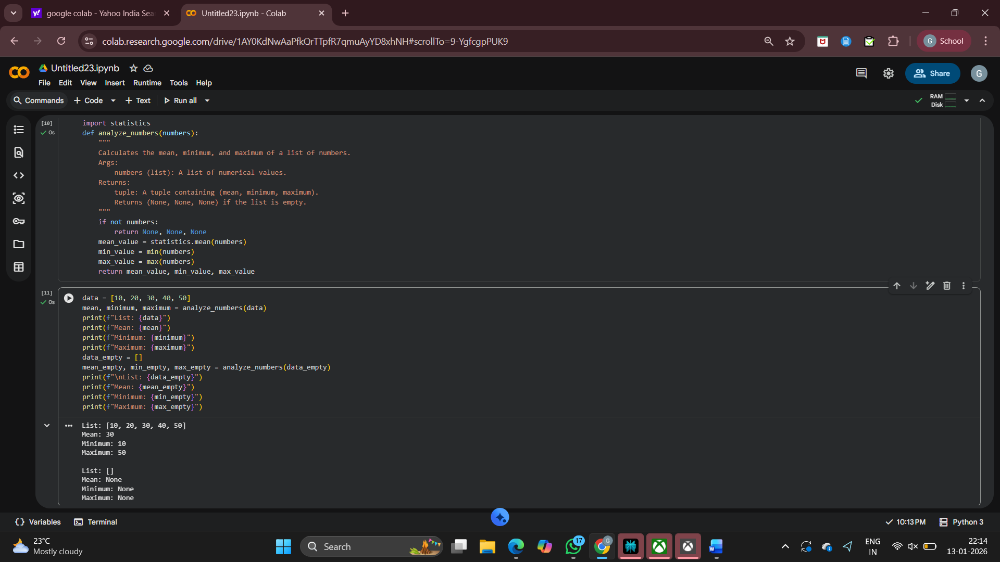 google colab - Yahoo India Sea
Untitled23.ipynb - Colab
colab.research.google.com/drive/1AY0KdNwAaPfkQrTTpfR7qmuAyYD8xhNH#scrollTo=9-YgfcgpPUK9
G School
Untitled23.ipynb
File Edit View Insert Runtime Tools Help
Share
G
Commands + Code + Text Run all
RAM
Disk
[10]
0s
import statistics
def analyze_numbers(numbers):
"""
Calculates the mean, minimum, and maximum of a list of numbers.
Args:
numbers (list): A list of numerical values.
Returns:
tuple: A tuple containing (mean, minimum, maximum).
Returns (None, None, None) if the list is empty.
"""
if not numbers:
return None, None, None
mean_value = statistics.mean(numbers)
min_value = min(numbers)
max_value = max(numbers)
return mean_value, min_value, max_value
[11]
0s
data = [10, 20, 30, 40, 50]
mean, minimum, maximum = analyze_numbers(data)
print(f"List: {data}")
print(f"Mean: {mean}")
print(f"Minimum: {minimum}")
print(f"Maximum: {maximum}")
data_empty = []
mean_empty, min_empty, max_empty = analyze_numbers(data_empty)
print(f"\nList: {data_empty}")
print(f"Mean: {mean_empty}")
print(f"Minimum: {min_empty}")
print(f"Maximum: {max_empty}")
List: [10, 20, 30, 40, 50]
Mean: 30
Minimum: 10
Maximum: 50
List: []
Mean: None
Minimum: None
Maximum: None
{} Variables Terminal
10:13 PM Python 3
23°C
Mostly cloudy
Search
17
G
W
ENG
IN
22:14
13-01-2026